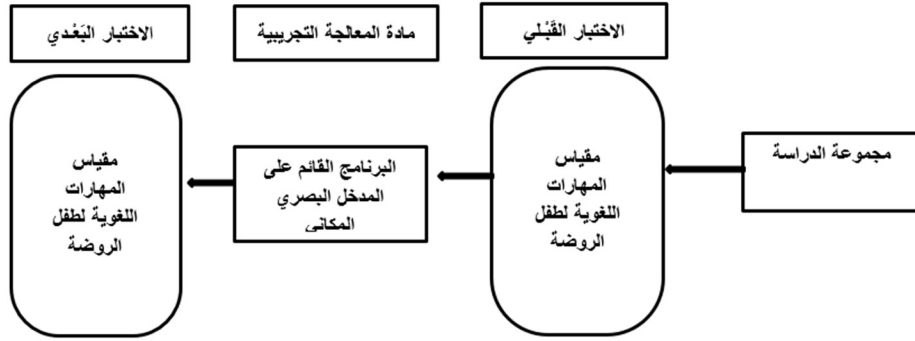 الاختبار القَبْلي
مادة المعالجة التجريبية
الاختبار البَعْدي
مجموعة الدراسة
مقياس
المهارات
اللغوية لطفل
الروضة
البرنامج القائم على
المدخل البصري
المكاني
مقياس
المهارات
اللغوية لطفل
الروضة